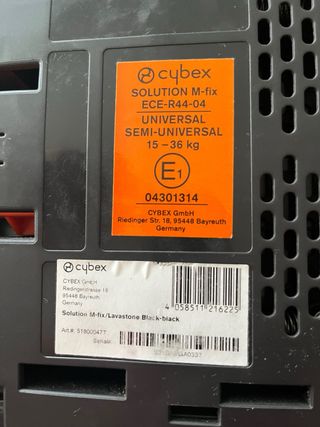 cybex
SOLUTION M-fix
ECE-R44-04
UNIVERSAL
SEMI-UNIVERSAL
15 – 36 kg
E1
04301314
CYBEX GmbH
Riedinger Str. 18, 95448 Bayreuth
Germany
cybex
CYBEX GmbH
Riedingerstrasse 18
95448 Bayreuth
Germany
4 058511 216225
Solution M-fix/Lavastone Black-black
Art.#: 518000477
Serial#: